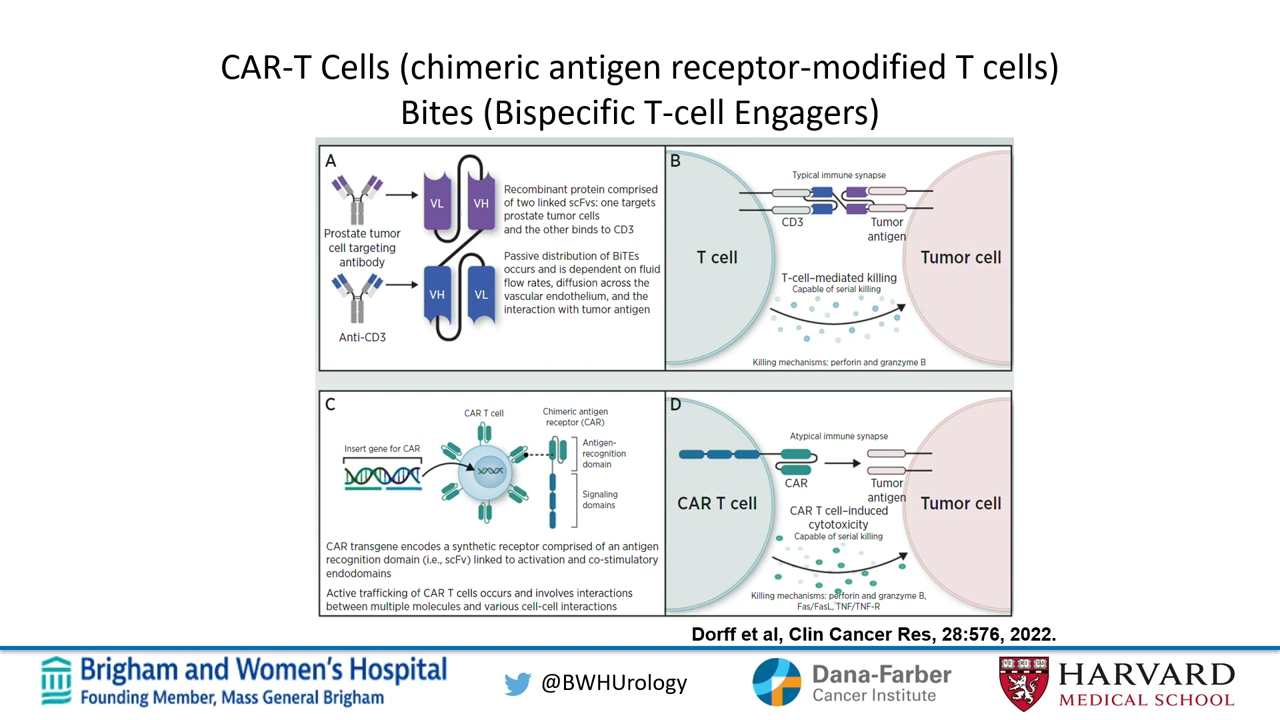 CAR-T Cells (chimeric antigen receptor-modified T cells)
Bites (Bispecific T-cell Engagers)
A
Prostate tumor
cell targeting
antibody
Anti-CD3
VL
VH
VH
VL
Recombinant protein comprised
of two linked scFvs: one targets
prostate tumor cells
and the other binds to CD3
Passive distribution of BiTEs
occurs and is dependent on fluid
flow rates, diffusion across the
vascular endothelium, and the
interaction with tumor antigen
B
Typical immune synapse
CD3
Tumor
antigen
T cell
Tumor cell
T-cell–mediated killing
Capable of serial killing
Killing mechanisms: perforin and granzyme B
C
Insert gene for CAR
CAR T cell
Chimeric antigen
receptor (CAR)
Antigen-
recognition
domain
Signaling
domains
CAR transgene encodes a synthetic receptor comprised of an antigen
recognition domain (i.e., scFv) linked to activation and co-stimulatory
endodomains
Active trafficking of CAR T cells occurs and involves interactions
between multiple molecules and various cell-cell interactions
D
Atypical immune synapse
CAR
Tumor
antigen
CAR T cell
Tumor cell
CAR T cell–induced
cytotoxicity
Capable of serial killing
Killing mechanisms: perforin and granzyme B,
Fas/FasL, TNF/TNF-R
Dorff et al, Clin Cancer Res, 28:576, 2022.
Brigham and Women's Hospital
Founding Member, Mass General Brigham
@BWHUrology
Dana-Farber
Cancer Institute
HARVARD
MEDICAL SCHOOL